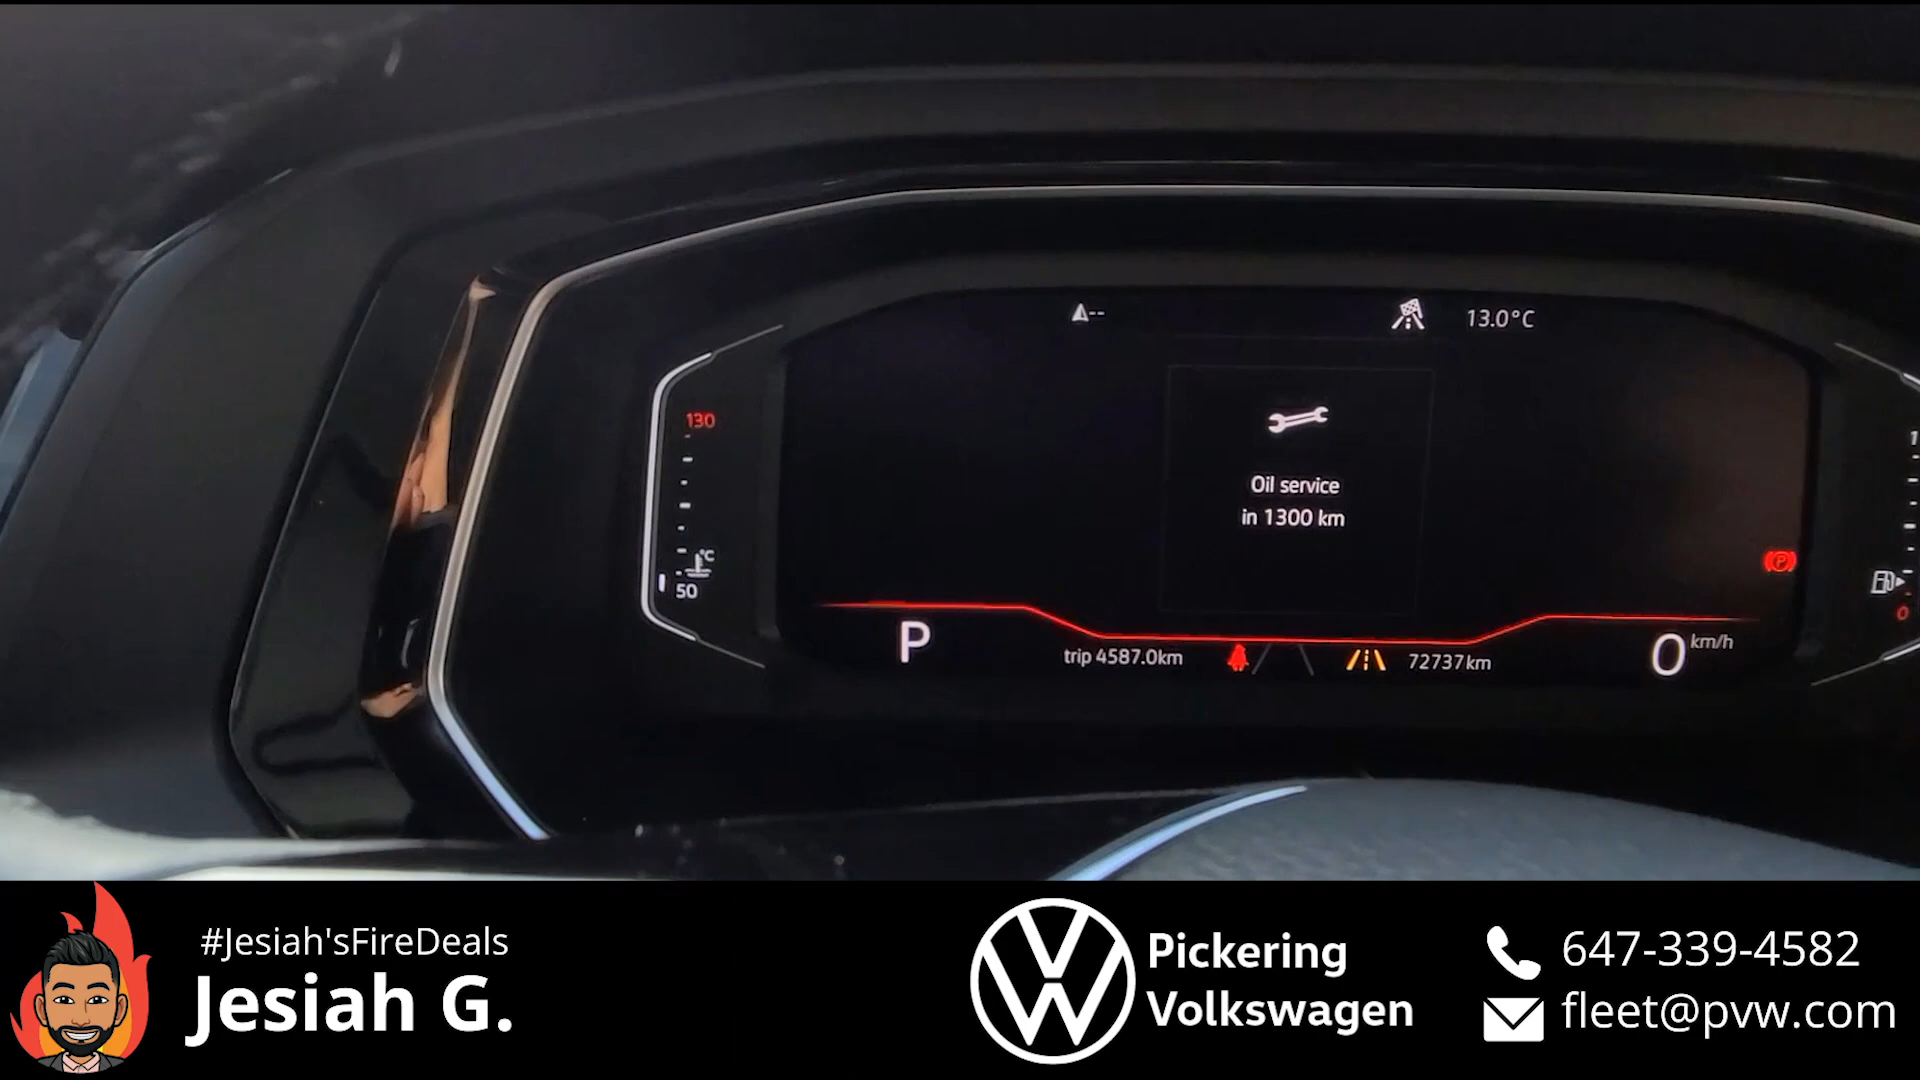 --
13.0°C
130
Oil service
in 1300 km
°C
50
0
P
trip 4587.0km
72737km
0 km/h
#Jesiah'sFireDeals
Jesiah G.
Pickering
Volkswagen
647-339-4582
fleet@pvw.com